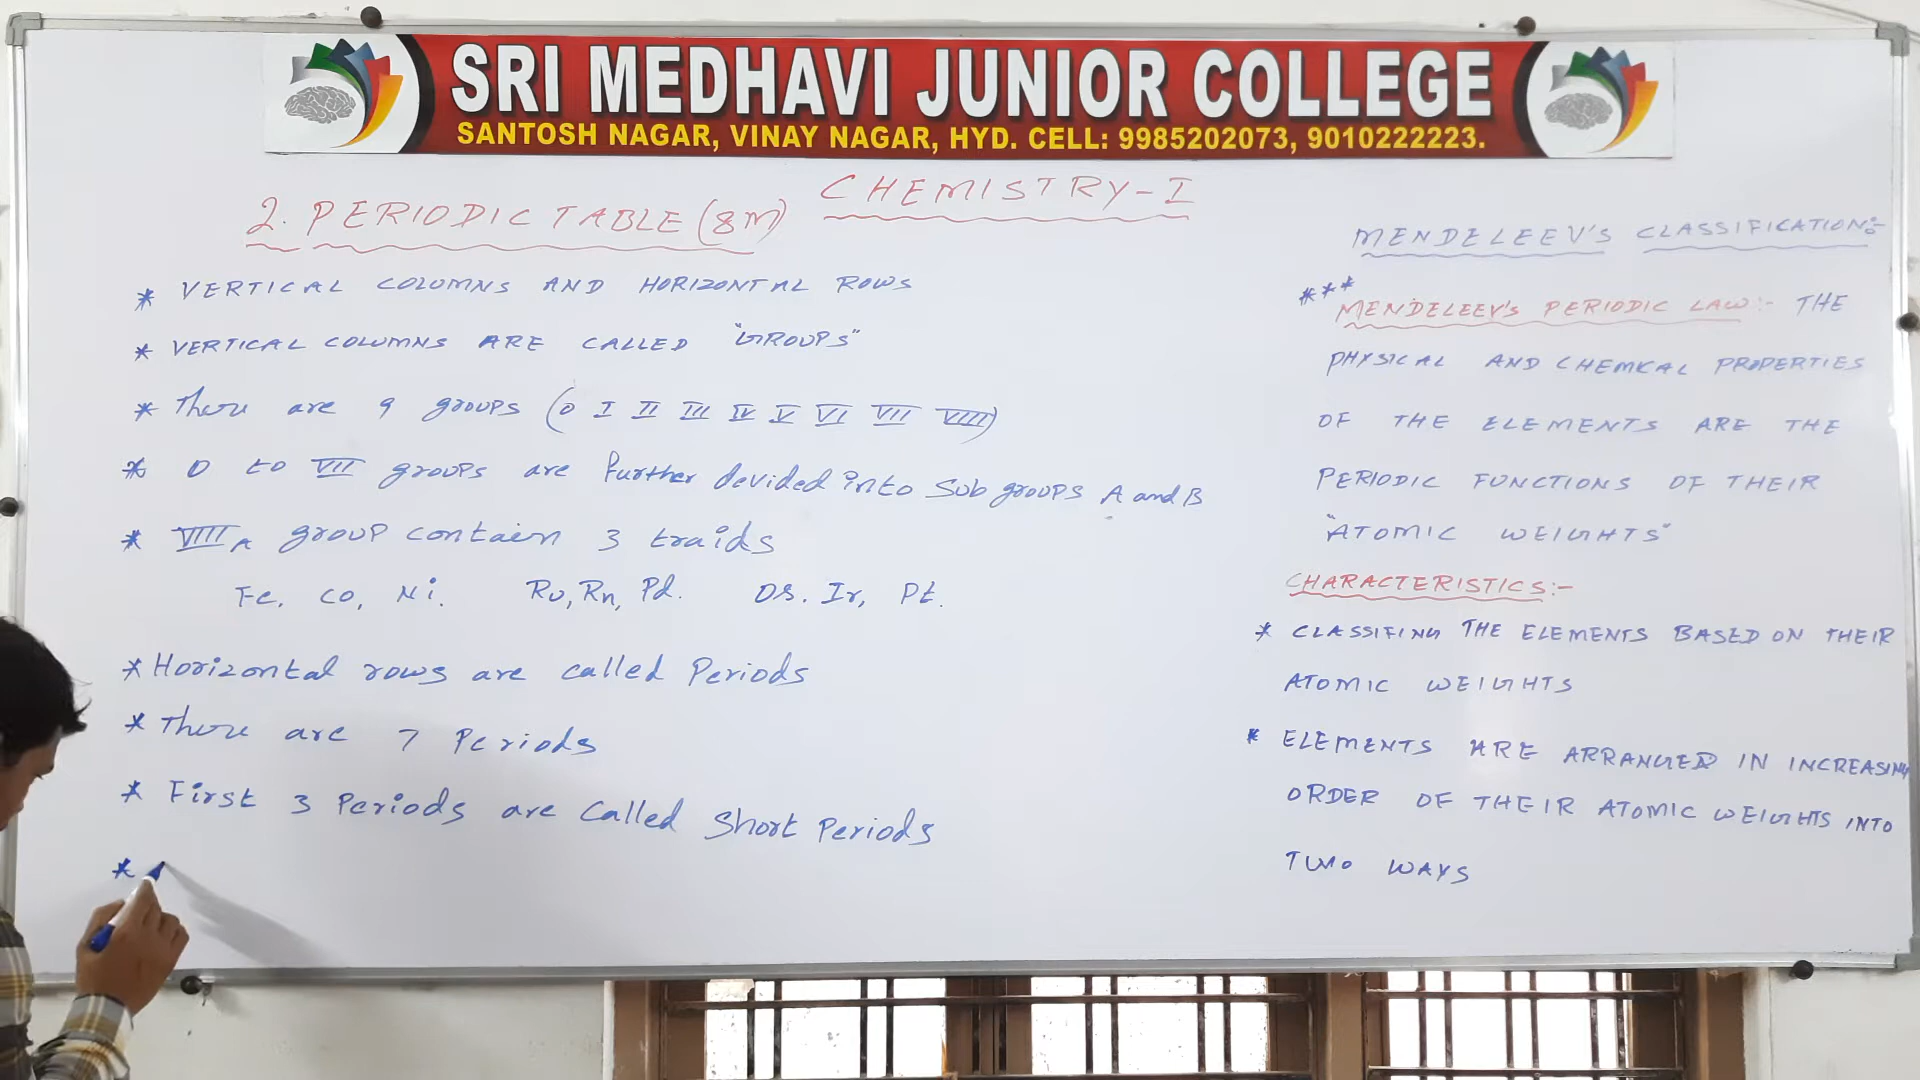 SRI MEDHAVI JUNIOR COLLEGE
SANTOSH NAGAR, VINAY NAGAR, HYD. CELL: 9985202073, 9010222223.
CHEMISTRY-I
2. PERIODIC TABLE (8M)
* VERTICAL COLUMNS AND HORIZONTAL ROWS
* VERTICAL COLUMNS ARE CALLED "GROUPS"
* There are 9 groups (0 I II III IV V VI VII VIII)
* 0 to VII groups are further devided into Sub groups A and B
* VIII A group contain 3 traids
Fe, Co, Ni. Ru, Rn, Pd. Os. Ir, Pt.
* Horizontal rows are called Periods
* There are 7 Periods
* First 3 Periods are called Short Periods
*
MENDELEEV'S CLASSIFICATION:-
*** MENDELEEV'S PERIODIC LAW:- THE
PHYSICAL AND CHEMICAL PROPERTIES
OF THE ELEMENTS ARE THE
PERIODIC FUNCTIONS OF THEIR
"ATOMIC WEIGHTS"
CHARACTERISTICS:-
* CLASSIFING THE ELEMENTS BASED ON THEIR
ATOMIC WEIGHTS
* ELEMENTS ARE ARRANGED IN INCREASING
ORDER OF THEIR ATOMIC WEIGHTS INTO
TWO WAYS